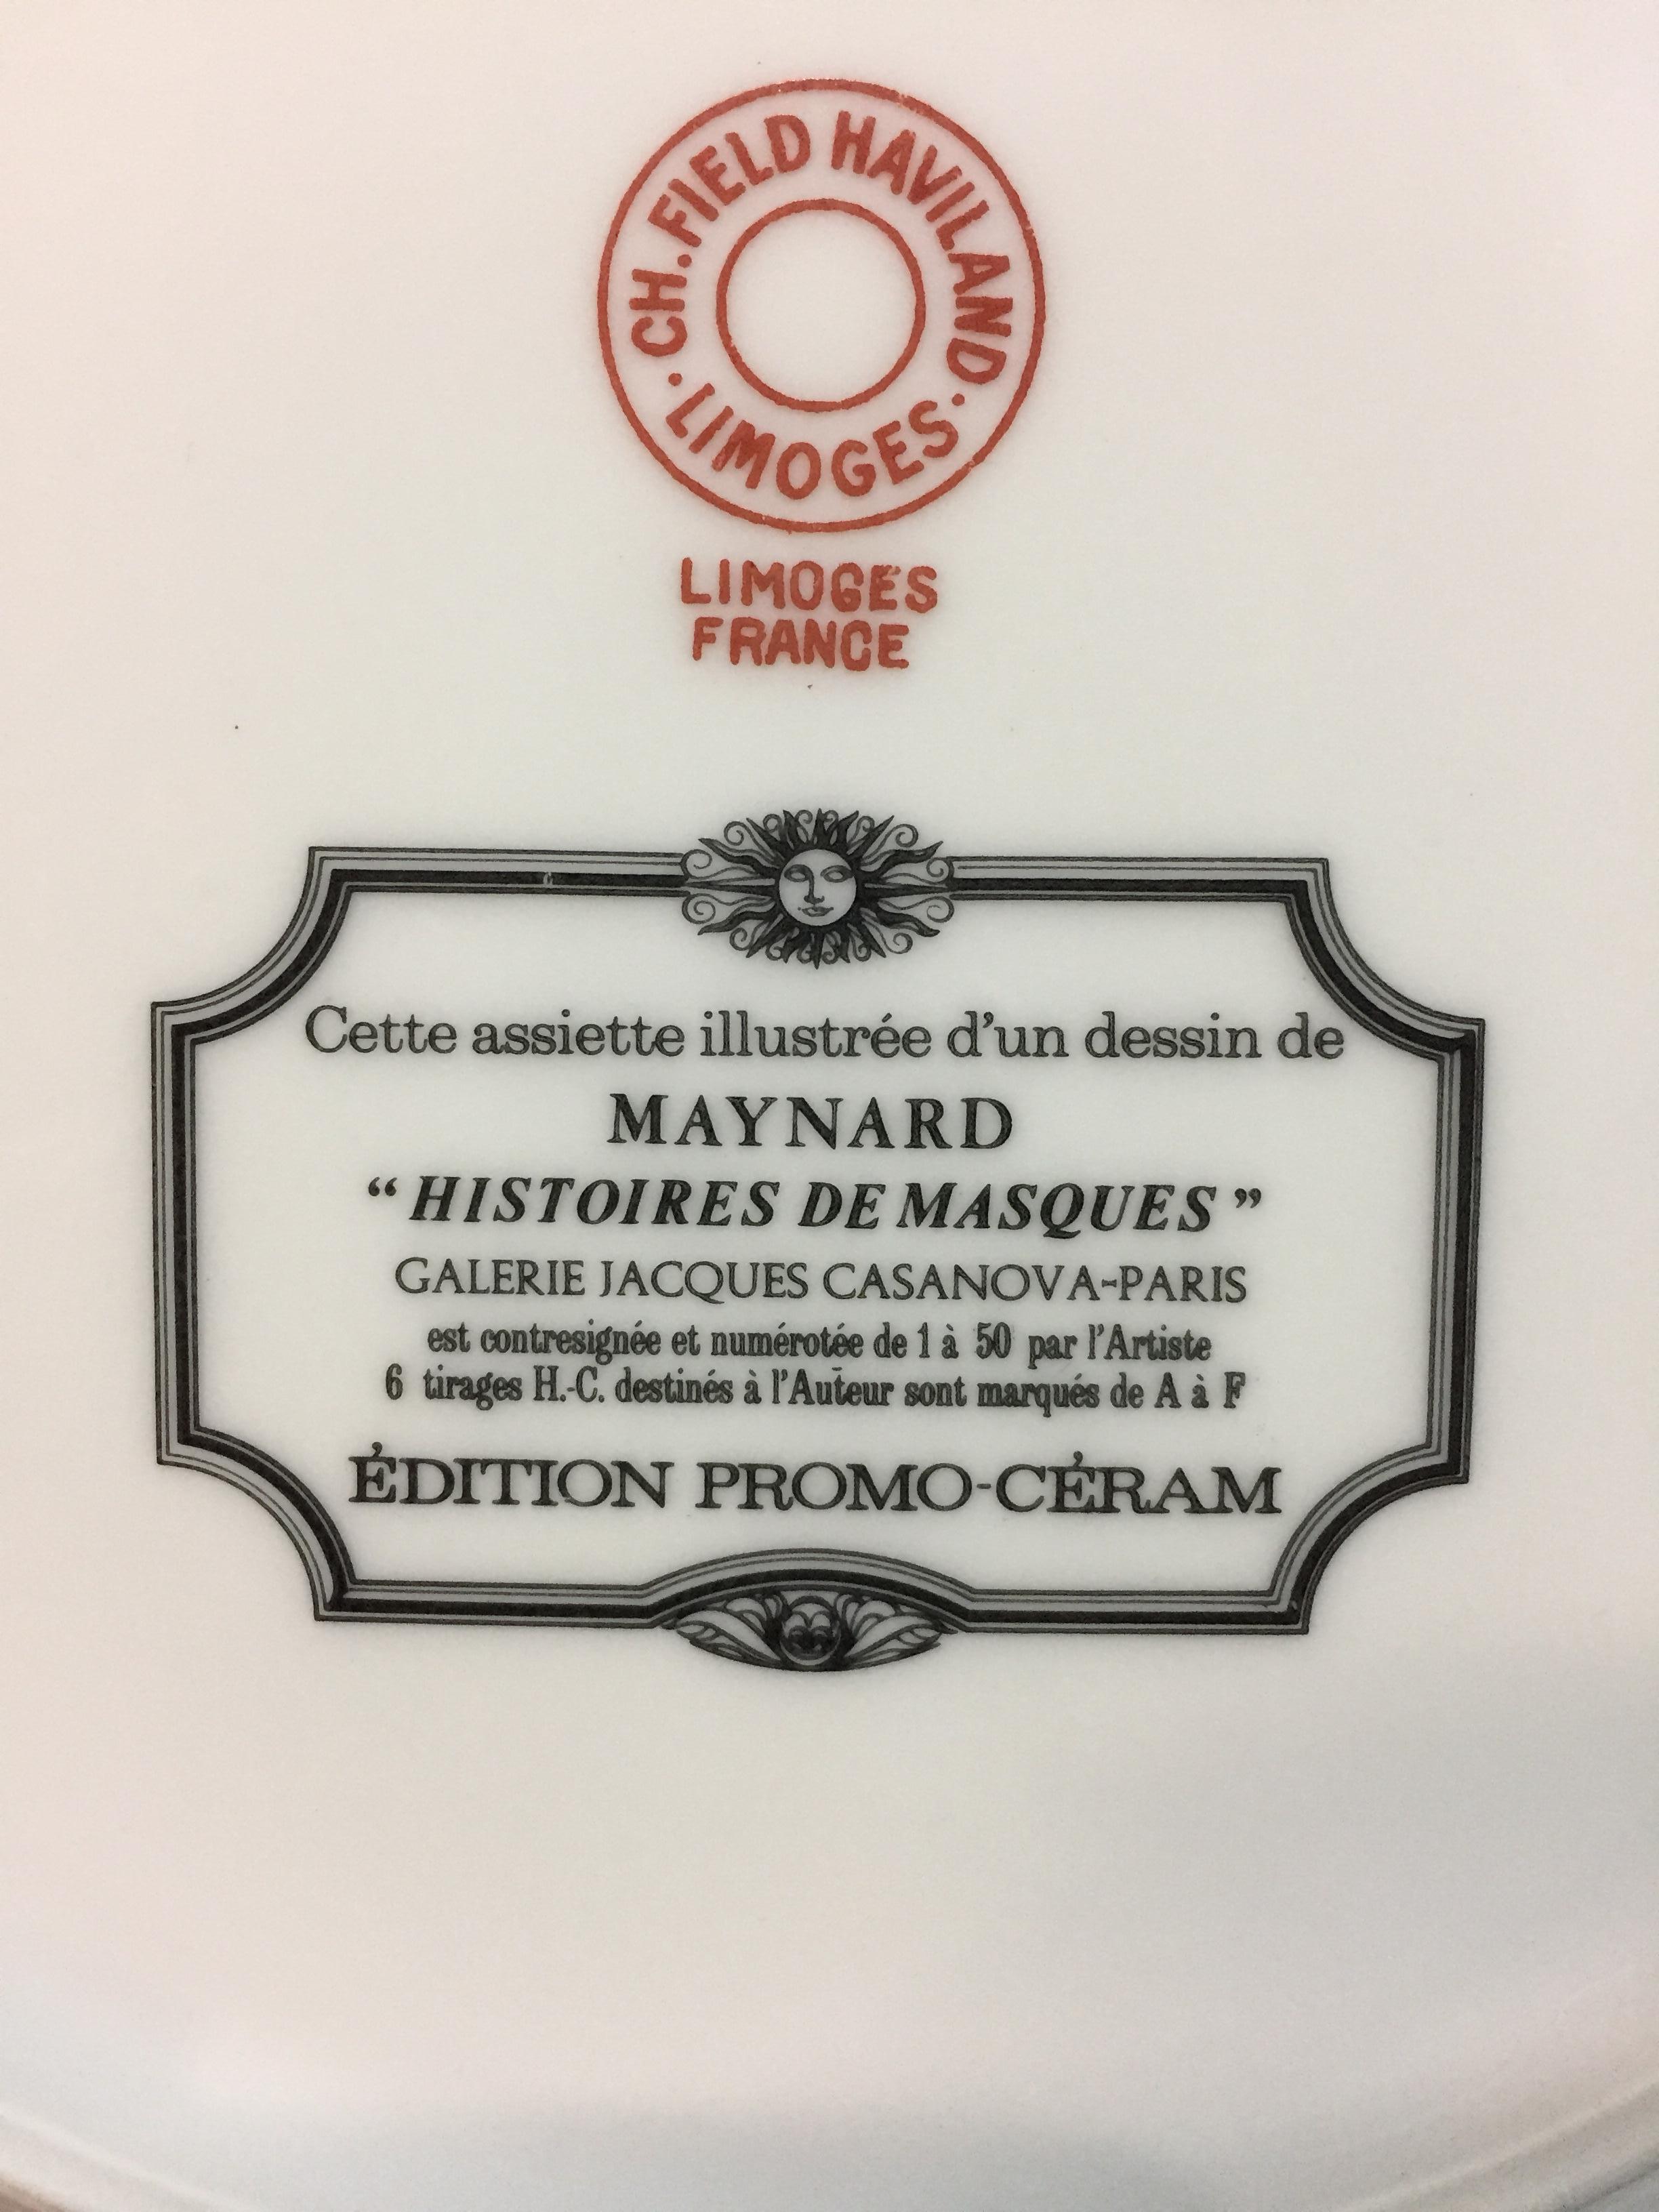 CH. FIELD HAVILAND
· LIMOGES ·
LIMOGES
FRANCE
Cette assiette illustrée d'un dessin de
MAYNARD
“ HISTOIRES DE MASQUES ”
GALERIE JACQUES CASANOVA-PARIS
est contresignée et numérotée de 1 à 50 par l'Artiste
6 tirages H.-C. destinés à l'Auteur sont marqués de A à F
ÉDITION PROMO-CÉRAM